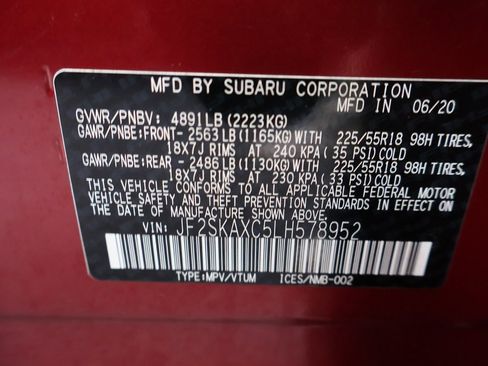 MFD BY SUBARU CORPORATION
MFD IN 06/20
GVWR/PNBV: 4891LB(2223KG)
GAWR/PNBE:FRONT-2563LB(1165KG)WITH 225/55R18 98H TIRES,
18X7J RIMS AT 240 KPA(35 PSI)COLD
GAWR/PNBE:REAR -2486LB(1130KG)WITH 225/55R18 98H TIRES,
18X7J RIMS AT 230 KPA(33 PSI)COLD
THIS VEHICLE CONFORMS TO ALL APPLICABLE FEDERAL MOTOR
VEHICLE SAFETY, BUMPER, AND THEFT PREVENTION STANDARDS IN EFFECT
ON THE DATE OF MANUFACTURE SHOWN ABOVE.
VIN: JF2SKAXC5LH578952
TYPE:MPV/VTUM ICES/NMB-002